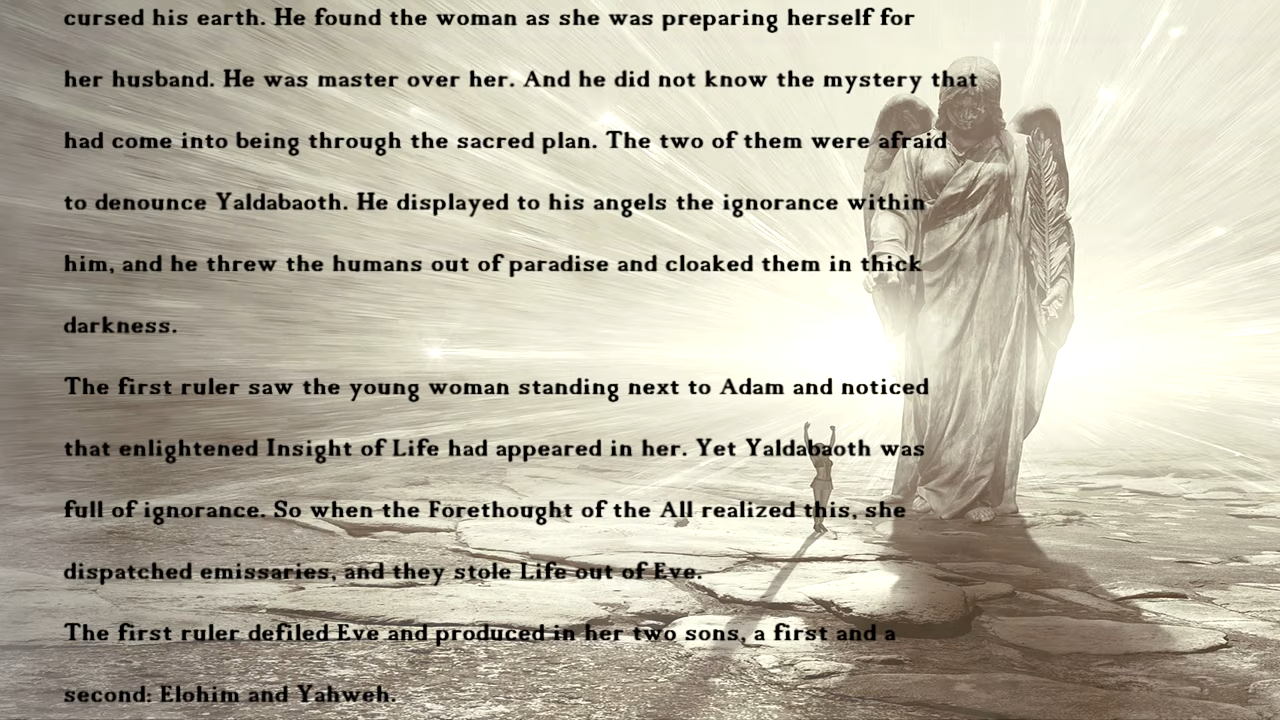 cursed his earth. He found the woman as she was preparing herself for
her husband. He was master over her. And he did not know the mystery that
had come into being through the sacred plan. The two of them were afraid
to denounce Yaldabaoth. He displayed to his angels the ignorance within
him, and he threw the humans out of paradise and cloaked them in thick
darkness.
The first ruler saw the young woman standing next to Adam and noticed
that enlightened Insight of Life had appeared in her. Yet Yaldabaoth was
full of ignorance. So when the Forethought of the All realized this, she
dispatched emissaries, and they stole Life out of Eve.
The first ruler defiled Eve and produced in her two sons, a first and a
second: Elohim and Yahweh.